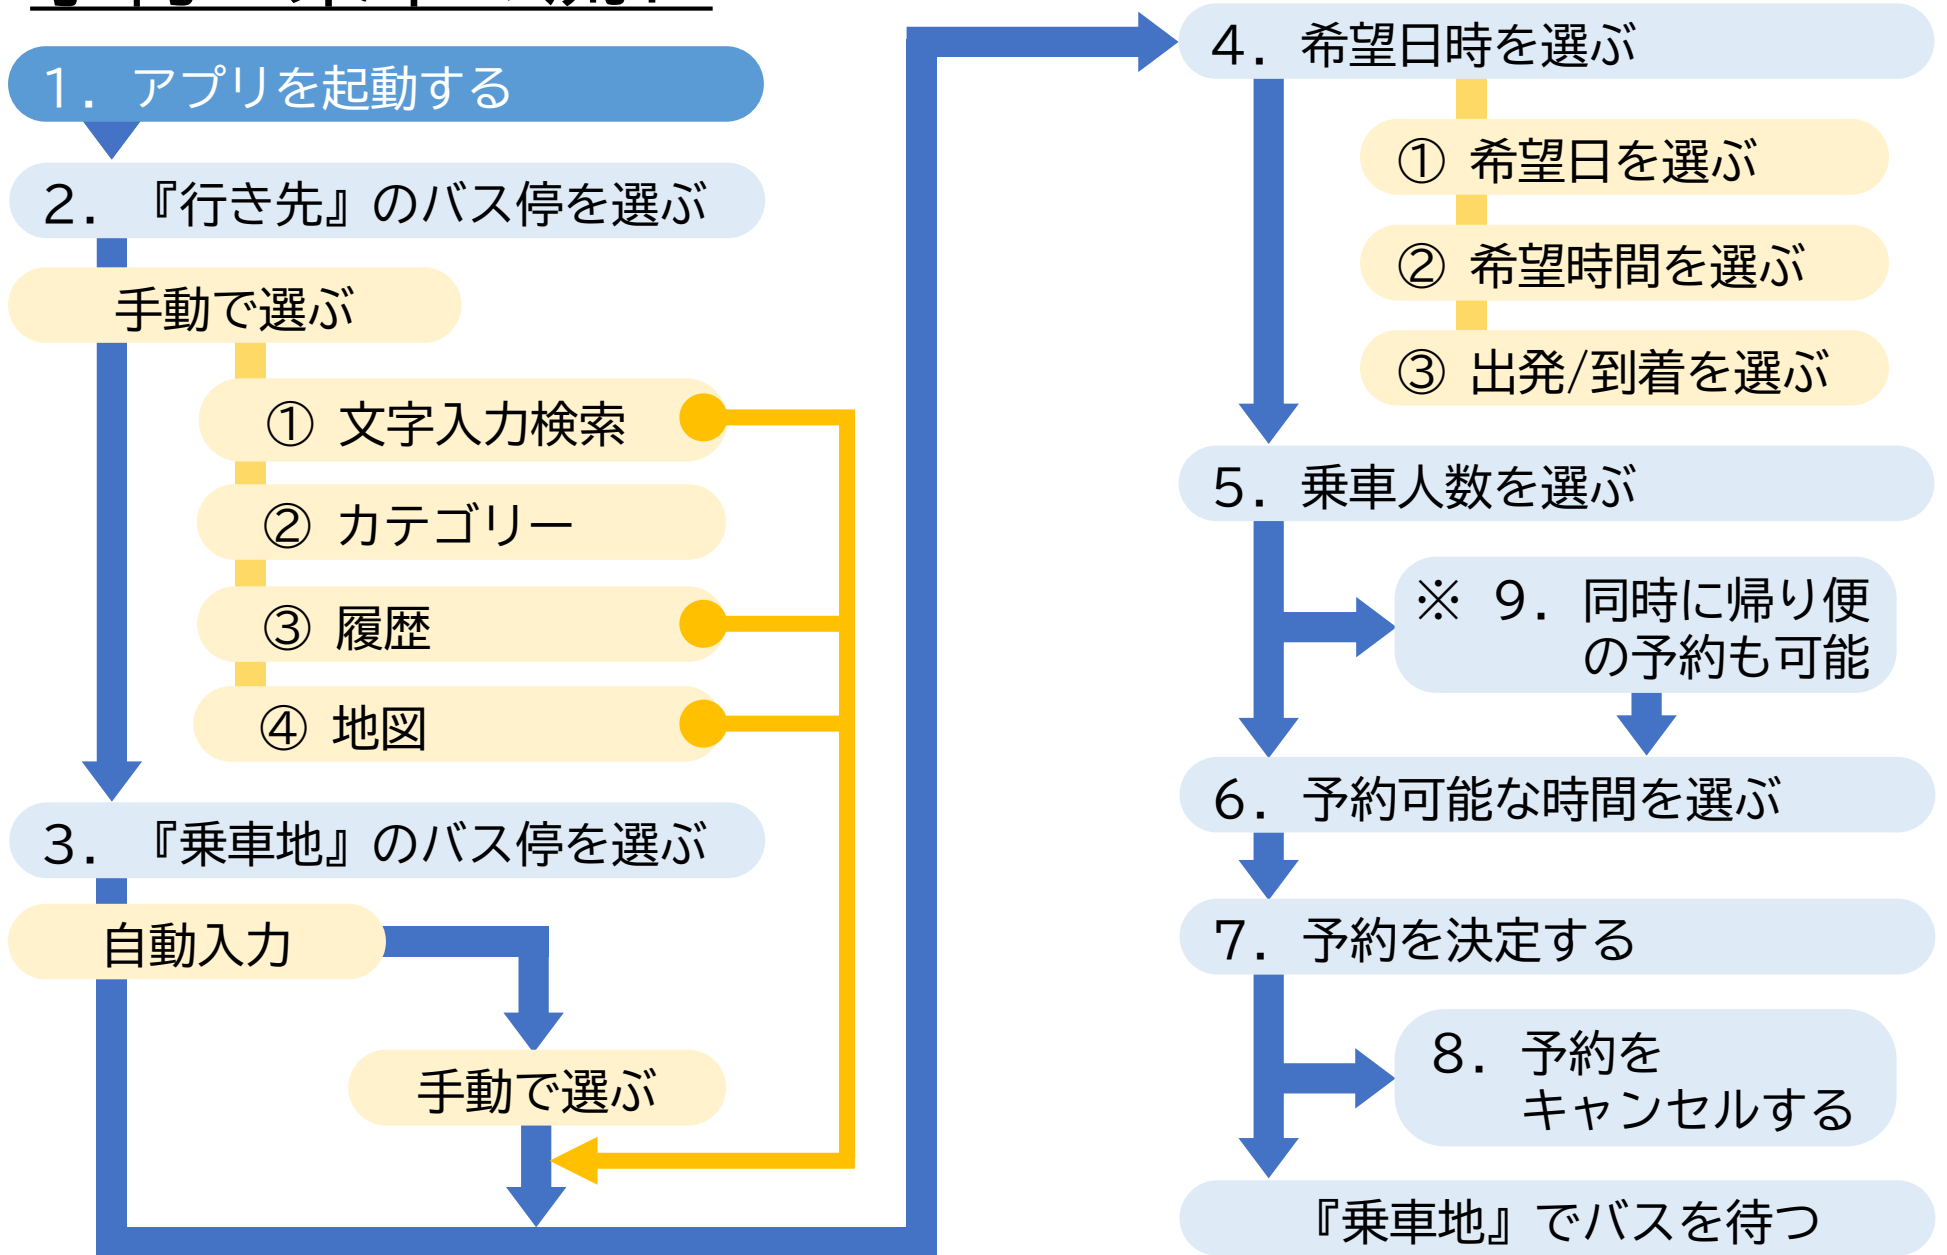 1. アプリを起動する
2. 『行き先』のバス停を選ぶ
手動で選ぶ
① 文字入力検索
② カテゴリー
③ 履歴
④ 地図
3. 『乗車地』のバス停を選ぶ
自動入力
手動で選ぶ
4. 希望日時を選ぶ
① 希望日を選ぶ
② 希望時間を選ぶ
③ 出発/到着を選ぶ
5. 乗車人数を選ぶ
※ 9. 同時に帰り便
の予約も可能
6. 予約可能な時間を選ぶ
7. 予約を決定する
8. 予約を
キャンセルする
『乗車地』でバスを待つ